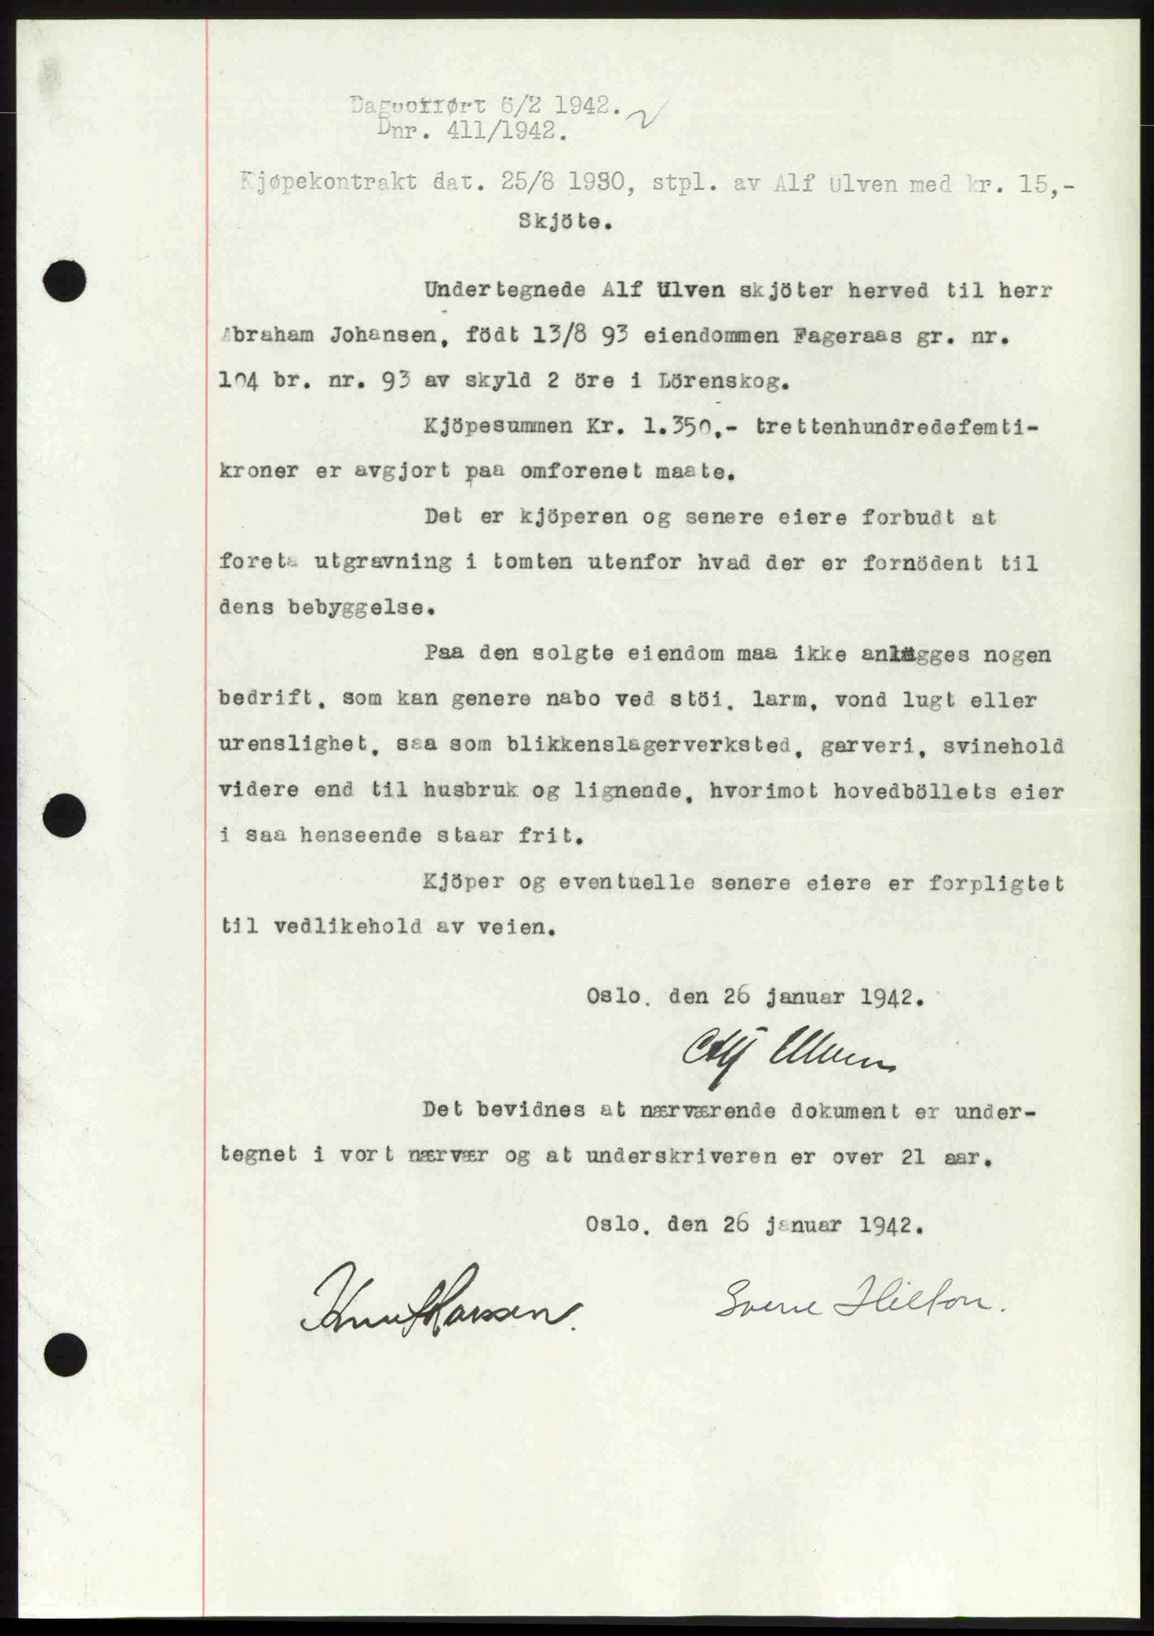 Dagbofført 6/2 1942.
Dnr. 411/1942.
Kjøpekontrakt dat. 25/8 1930, stpl. av Alf Ulven med kr. 15,-
Skjöte.
Undertegnede Alf Ulven skjöter herved til herr
Abraham Johansen, födt 13/8 93 eiendommen Fageraas gr. nr.
104 br. nr. 93 av skyld 2 öre i Lörenskog.
Kjöpesummen Kr. 1.350,- trettenhundredefemti-
kroner er avgjort paa omforenet maate.
Det er kjöperen og senere eiere forbudt at
foreta utgravning i tomten utenfor hvad der er fornödent til
dens bebyggelse.
Paa den solgte eiendom maa ikke anlægges nogen
bedrift, som kan genere nabo ved stöi, larm, vond lugt eller
urenslighet, saa som blikkenslagerverksted, garveri, svinehold
videre end til husbruk og lignende, hvorimot hovedböllets eier
i saa henseende staar frit.
Kjöper og eventuelle senere eiere er forpligtet
til vedlikehold av veien.
Oslo, den 26 januar 1942.
Alf Ulven
Det bevidnes at nærværende dokument er under-
tegnet i vort nærvær og at underskriveren er over 21 aar.
Oslo, den 26 januar 1942.
Knut Hansen. Sverre Hilton.